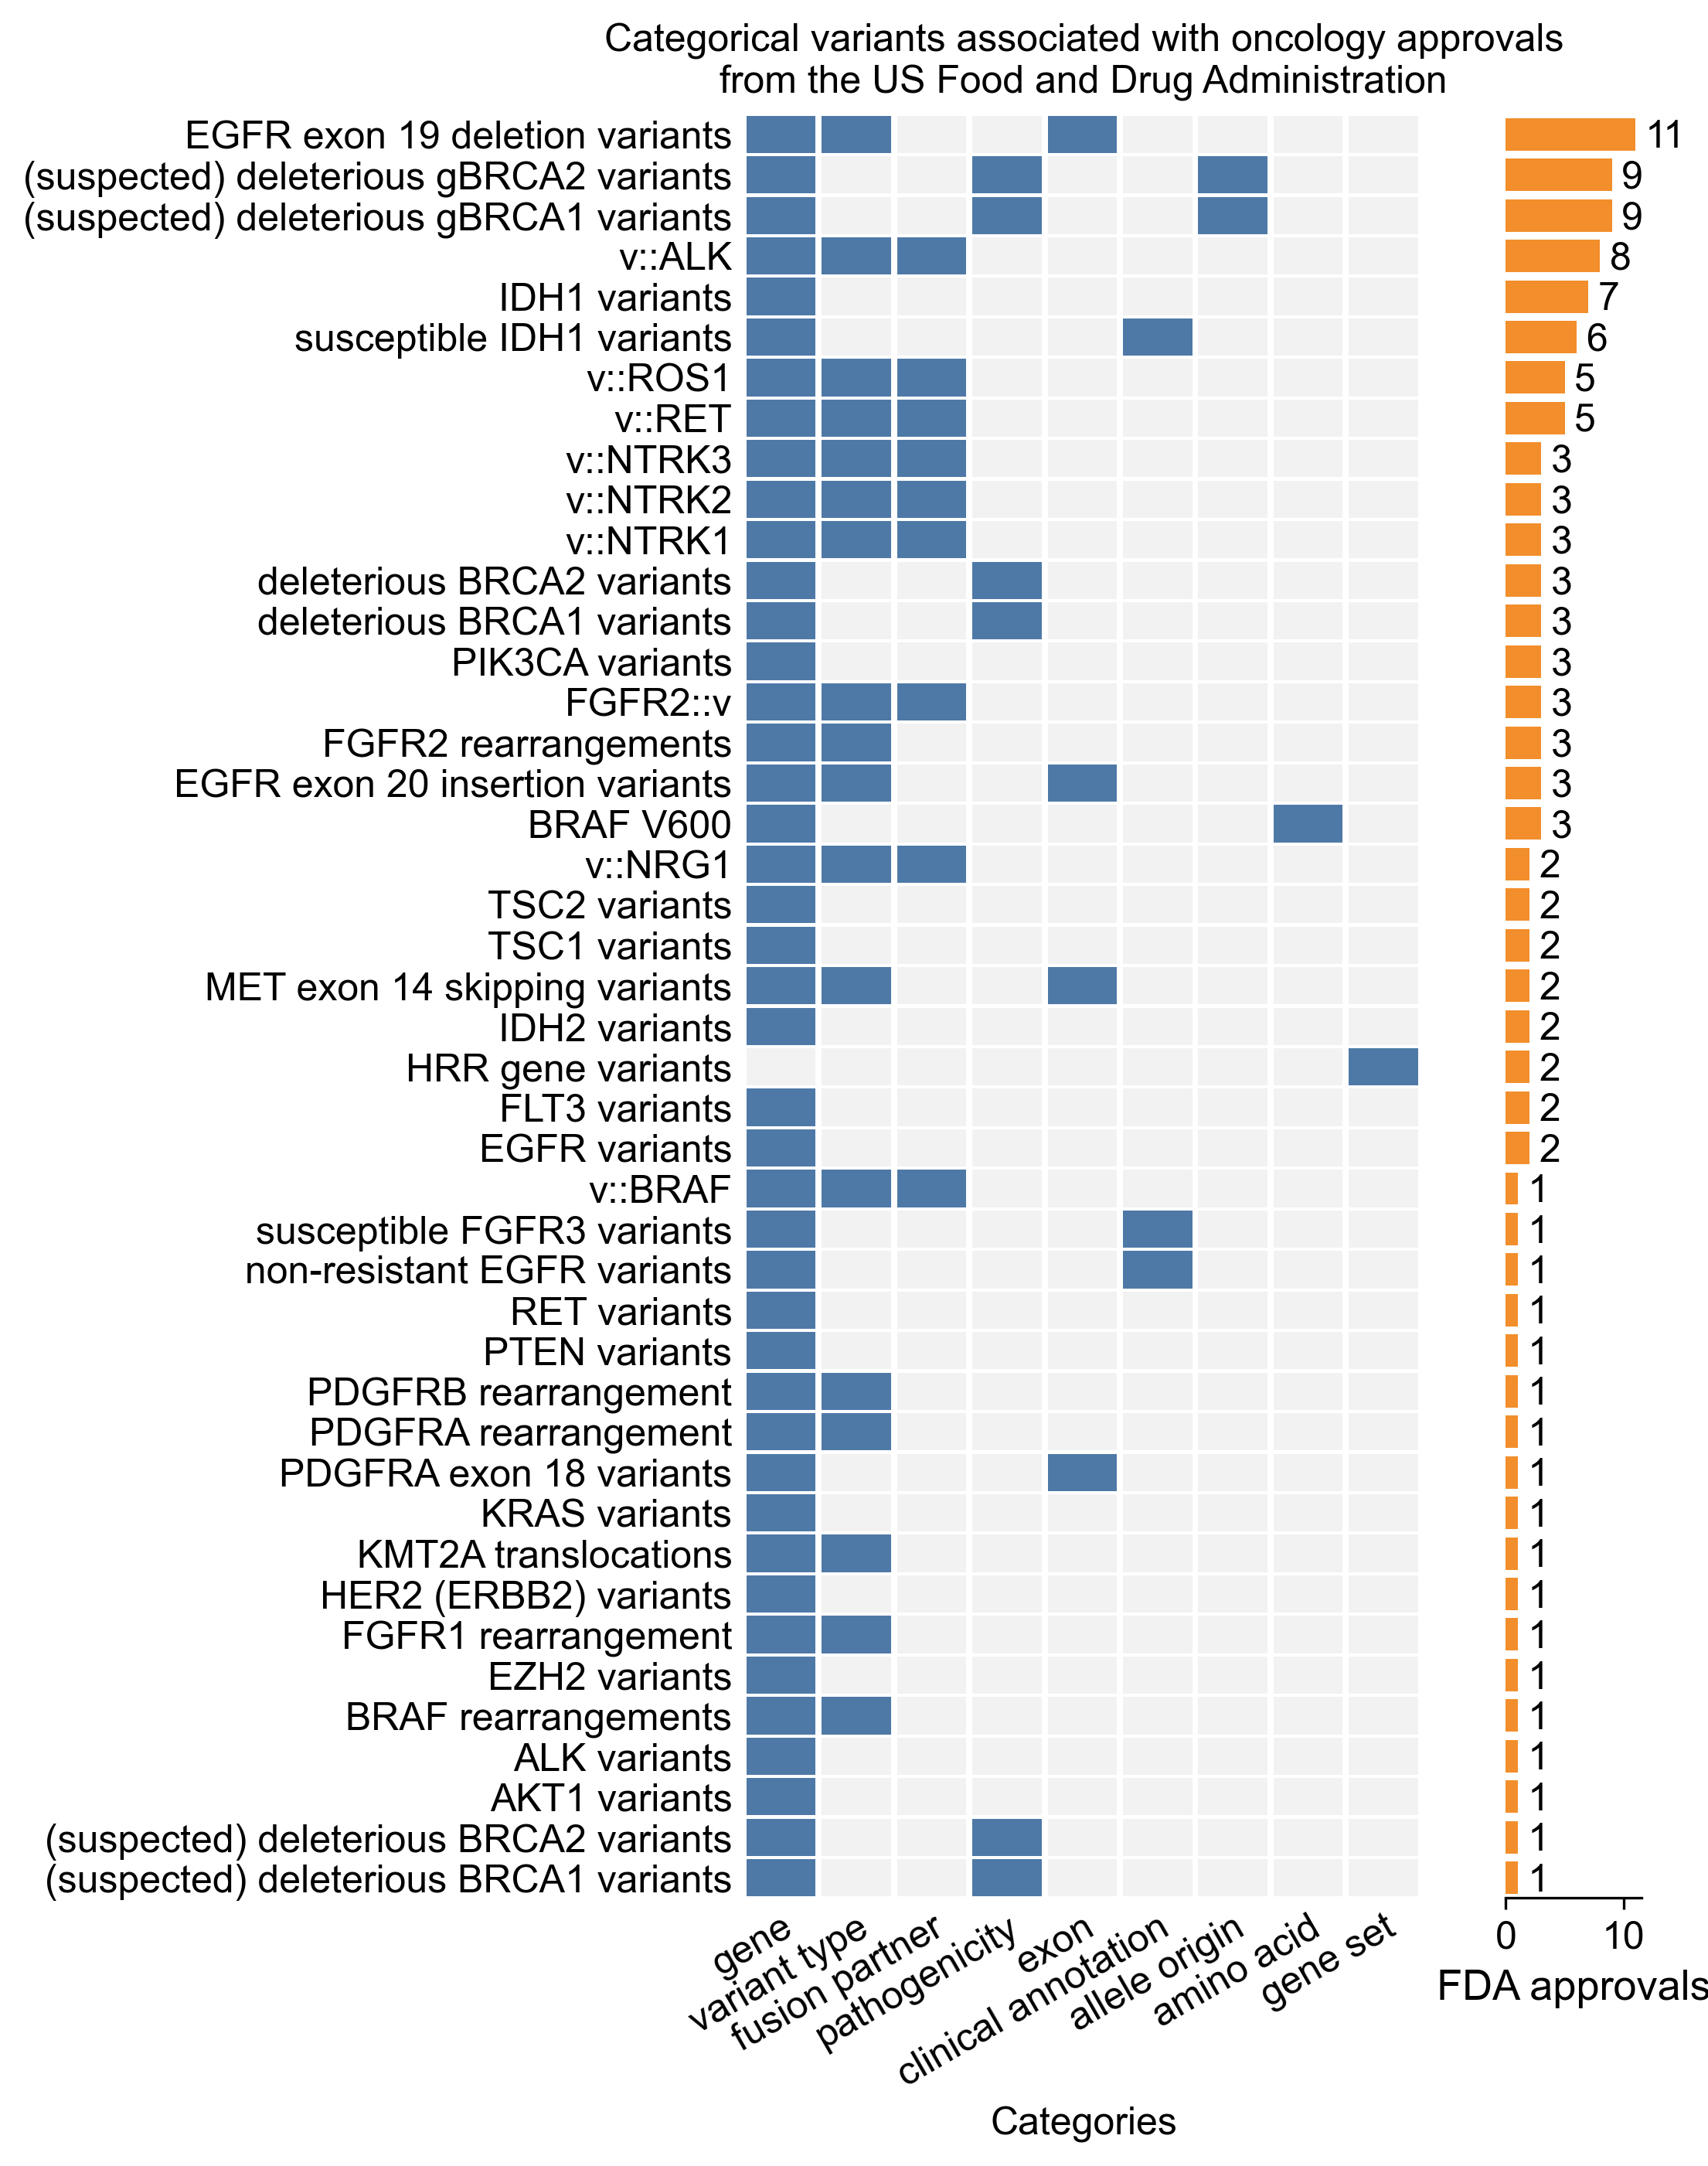 Categorical variants associated with oncology approvals
from the US Food and Drug Administration
EGFR exon 19 deletion variants 11
(suspected) deleterious gBRCA2 variants 9
(suspected) deleterious gBRCA1 variants 9
v::ALK 8
IDH1 variants 7
susceptible IDH1 variants 6
v::ROS1 5
v::RET 5
v::NTRK3 3
v::NTRK2 3
v::NTRK1 3
deleterious BRCA2 variants 3
deleterious BRCA1 variants 3
PIK3CA variants 3
FGFR2::v 3
FGFR2 rearrangements 3
EGFR exon 20 insertion variants 3
BRAF V600 3
v::NRG1 2
TSC2 variants 2
TSC1 variants 2
MET exon 14 skipping variants 2
IDH2 variants 2
HRR gene variants 2
FLT3 variants 2
EGFR variants 2
v::BRAF 1
susceptible FGFR3 variants 1
non-resistant EGFR variants 1
RET variants 1
PTEN variants 1
PDGFRB rearrangement 1
PDGFRA rearrangement 1
PDGFRA exon 18 variants 1
KRAS variants 1
KMT2A translocations 1
HER2 (ERBB2) variants 1
FGFR1 rearrangement 1
EZH2 variants 1
BRAF rearrangements 1
ALK variants 1
AKT1 variants 1
(suspected) deleterious BRCA2 variants 1
(suspected) deleterious BRCA1 variants 1
gene
variant type
fusion partner
pathogenicity
exon
clinical annotation
allele origin
amino acid
gene set
0 10
FDA approvals
Categories